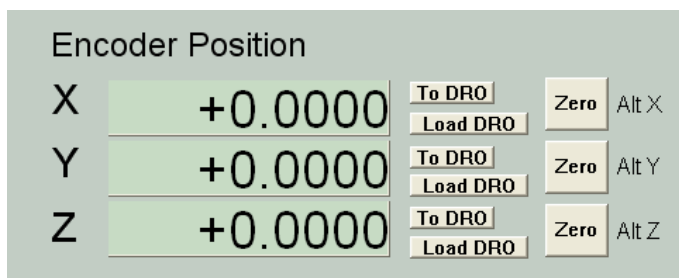 Encoder Position
X +0.0000 To DRO Load DRO Zero Alt X
Y +0.0000 To DRO Load DRO Zero Alt Y
Z +0.0000 To DRO Load DRO Zero Alt Z